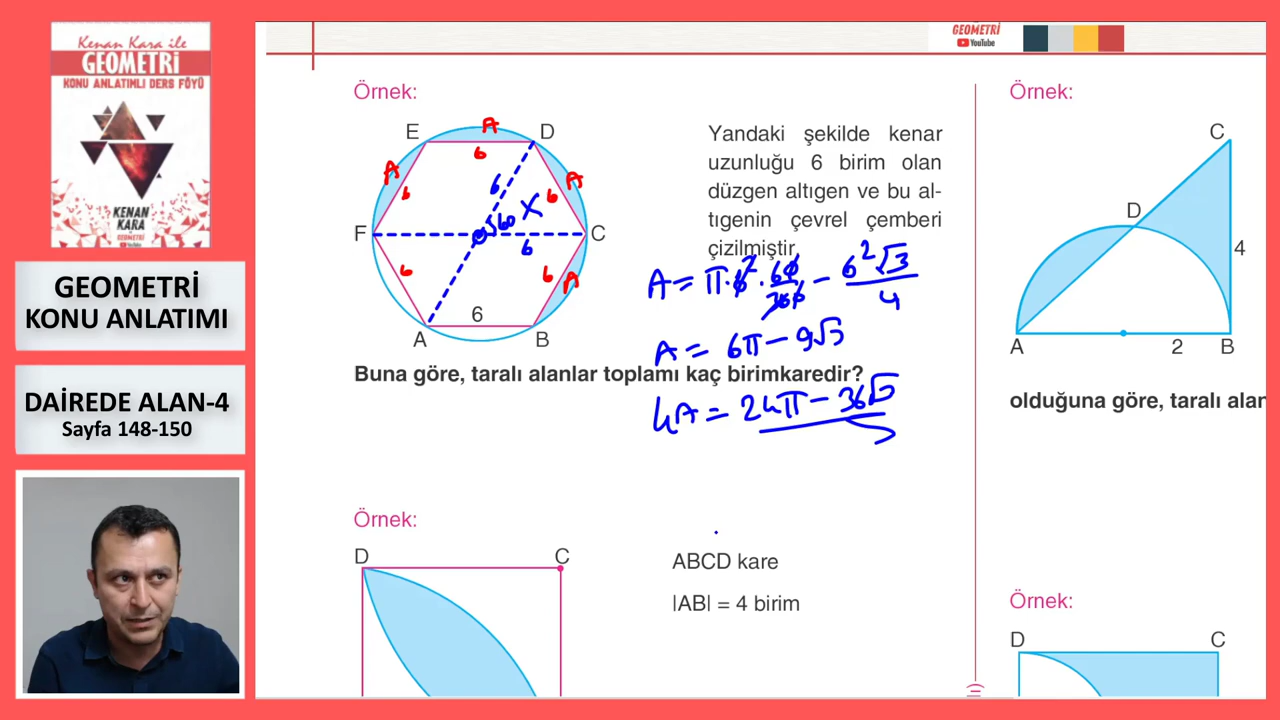 Kenan Kara ile
GEOMETRİ
KONU ANLATIMLI DERS FÖYÜ
KENAN
KARA
GEOMETRİ
YouTube
GEOMETRİ
KONU ANLATIMI
DAİREDE ALAN-4
Sayfa 148-150
GEOMETRİ
YouTube
Örnek:
E
D
A
6
A
6
A
6
6
60
X
F
C
6
6
6
A
6
A
B
Yandaki şekilde kenar
uzunluğu 6 birim olan
düzgen altıgen ve bu al-
tıgenin çevrel çemberi
çizilmiştir.
A = π·6²·60/360 − 6²√3/4
A = 6π − 9√3
Buna göre, taralı alanlar toplamı kaç birimkaredir?
4A = 24π − 36√3
Örnek:
D
C
ABCD kare
|AB| = 4 birim
Örnek:
C
D
4
A
2
B
olduğuna göre, taralı alan
Örnek:
D
C